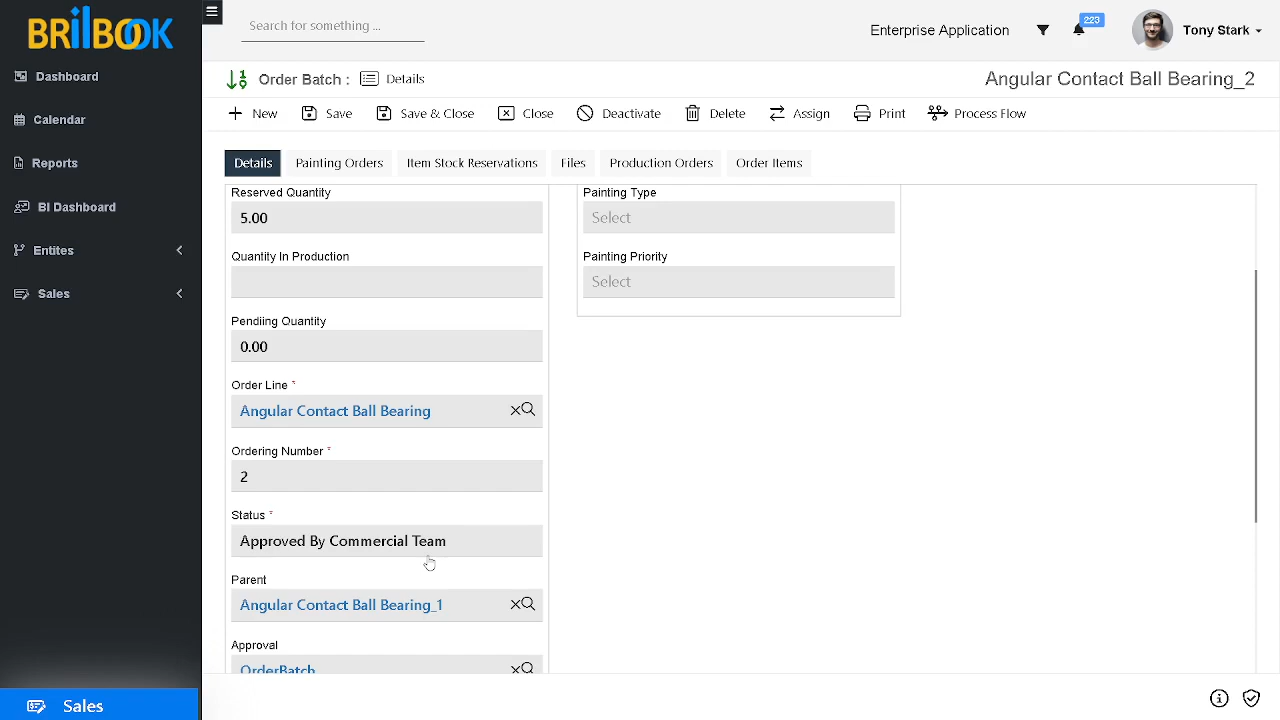 BRILBOOK
Search for something ...
Enterprise Application
223
Tony Stark
Dashboard
Calendar
Reports
BI Dashboard
Entites
Sales
Order Batch :
Details
Angular Contact Ball Bearing_2
New
Save
Save & Close
Close
Deactivate
Delete
Assign
Print
Process Flow
Details
Painting Orders
Item Stock Reservations
Files
Production Orders
Order Items
Reserved Quantity
5.00
Painting Type
Select
Quantity In Production
Painting Priority
Select
Pendiing Quantity
0.00
Order Line *
Angular Contact Ball Bearing
Ordering Number *
2
Status *
Approved By Commercial Team
Parent
Angular Contact Ball Bearing_1
Approval
OrderBatch
Sales